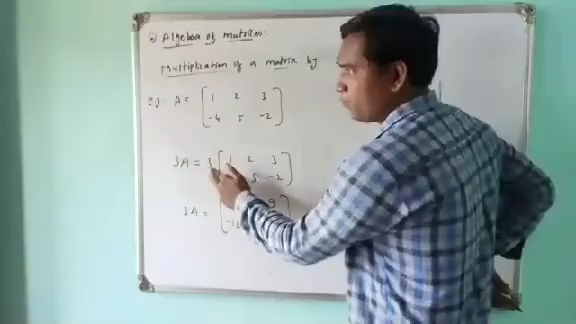 Algebra of matrices:
Multiplication of a matrix by
e.g. A = [ 1 2 3
-4 5 -2 ]
3A = 3 [ 1 2 3
5 -2 ]
3A = [ 9
-12 ]